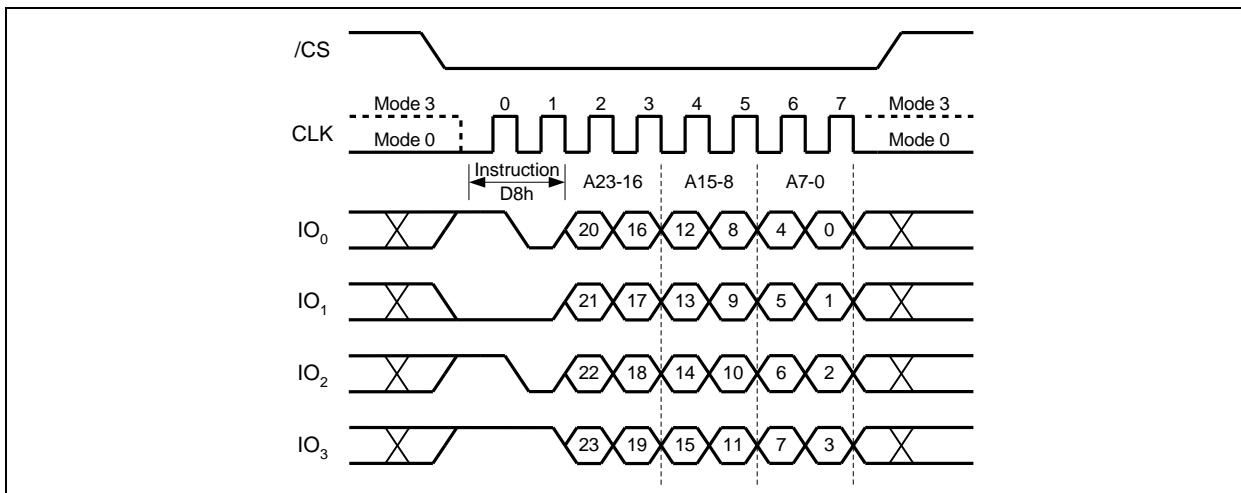 /CS
Mode 3 0 1 2 3 4 5 6 7 Mode 3
CLK
Mode 0 Mode 0
Instruction
D8h
A23-16 A15-8 A7-0
IO0 20 16 12 8 4 0
IO1 21 17 13 9 5 1
IO2 22 18 14 10 6 2
IO3 23 19 15 11 7 3